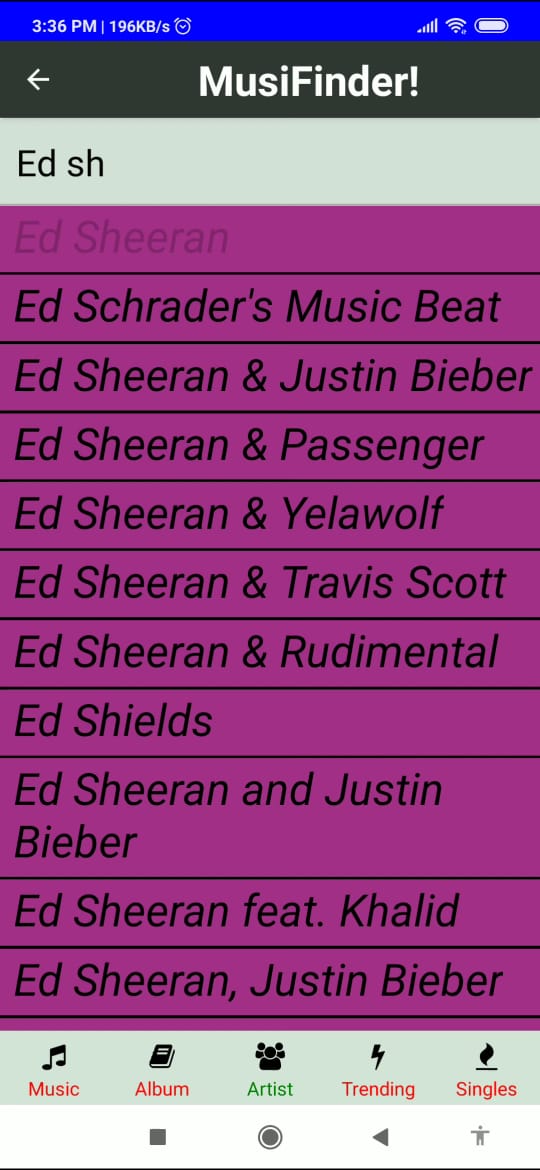 3:36 PM | 196KB/s
MusiFinder!
Ed sh
Ed Sheeran
Ed Schrader's Music Beat
Ed Sheeran & Justin Bieber
Ed Sheeran & Passenger
Ed Sheeran & Yelawolf
Ed Sheeran & Travis Scott
Ed Sheeran & Rudimental
Ed Shields
Ed Sheeran and Justin
Bieber
Ed Sheeran feat. Khalid
Ed Sheeran, Justin Bieber
Music Album Artist Trending Singles